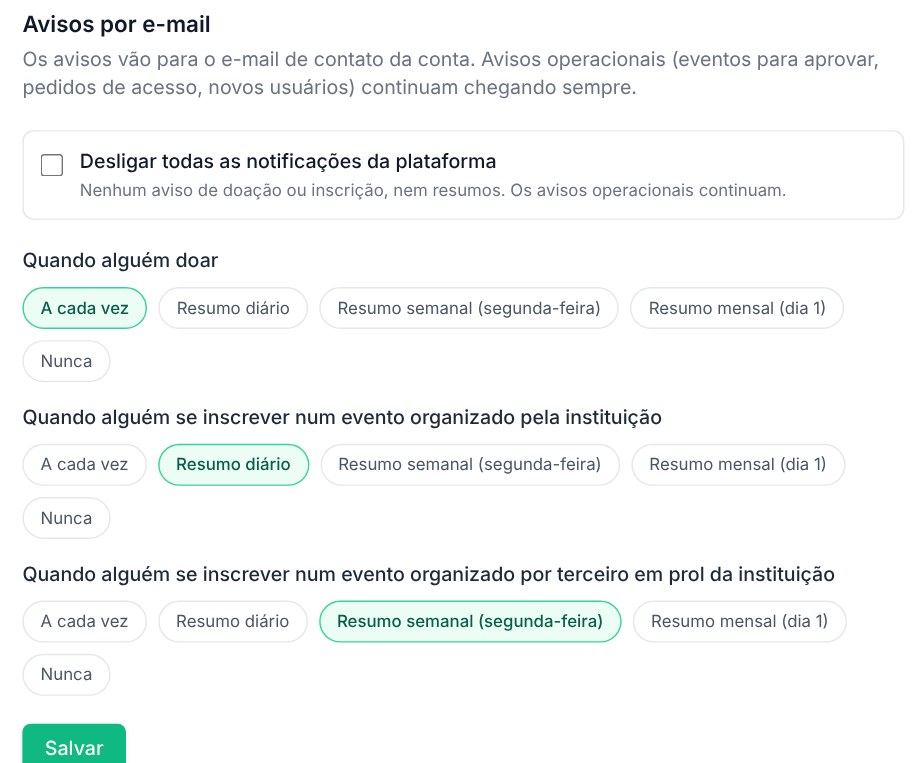 Avisos por e-mail
Os avisos vão para o e-mail de contato da conta. Avisos operacionais (eventos para aprovar,
pedidos de acesso, novos usuários) continuam chegando sempre.
Desligar todas as notificações da plataforma
Nenhum aviso de doação ou inscrição, nem resumos. Os avisos operacionais continuam.
Quando alguém doar
A cada vez Resumo diário Resumo semanal (segunda-feira) Resumo mensal (dia 1)
Nunca
Quando alguém se inscrever num evento organizado pela instituição
A cada vez Resumo diário Resumo semanal (segunda-feira) Resumo mensal (dia 1)
Nunca
Quando alguém se inscrever num evento organizado por terceiro em prol da instituição
A cada vez Resumo diário Resumo semanal (segunda-feira) Resumo mensal (dia 1)
Nunca
Salvar